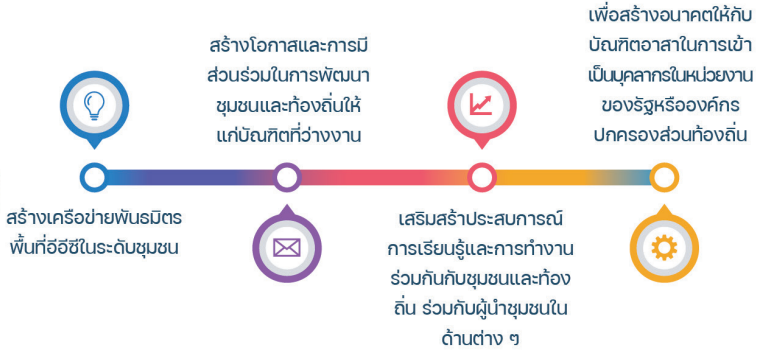 สร้างเครือข่ายพันธมิตร
พื้นที่อีอีซีในระดับชุมชน
สร้างโอกาสและการมี
ส่วนร่วมในการพัฒนา
ชุมชนและท้องถิ่นให้
แก่บัณฑิตที่ว่างงาน
เสริมสร้าประสบการณ์
การเรียนรู้และการทำงาน
ร่วมกันกับชุมชนและท้อง
ถิ่น ร่วมกับผู้นำชุมชนใน
ด้านต่าง ๆ
เพื่อสร้างอนาคตให้กับ
บัณฑิตอาสาในการเข้า
เป็นบุคลากรในหน่วยงาน
ของรัฐหรือองค์กร
ปกครองส่วนท้องถิ่น